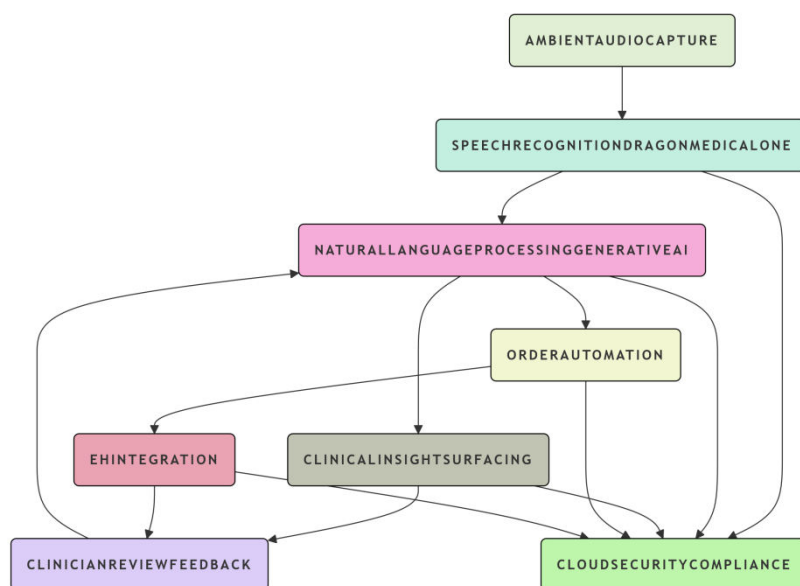 AMBIENTAUDIOCAPTURE
SPEECHRECOGNITIONDRAGONMEDICALONE
NATURALLANGUAGEPROCESSINGGENERATIVEAI
ORDERAUTOMATION
EHINTEGRATION
CLINICALINSIGHTSURFACING
CLINICIANREVIEWFEEDBACK
CLOUDSECURITYCOMPLIANCE